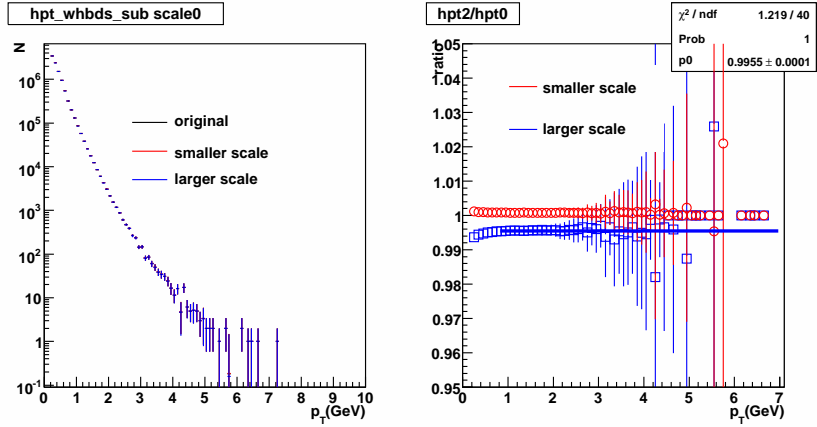 hpt_whbds_sub scale0
N
10^6
10^5
10^4
10^3
10^2
10
1
10^-1
original
smaller scale
larger scale
0 1 2 3 4 5 6 7 8 9 10
p_T(GeV)
hpt2/hpt0
χ² / ndf 1.219 / 40
Prob 1
p0 0.9955 ± 0.0001
ratio
1.05
1.04
1.03
1.02
1.01
1
0.99
0.98
0.97
0.96
0.95
smaller scale
larger scale
0 1 2 3 4 5 6 7
p_T(GeV)